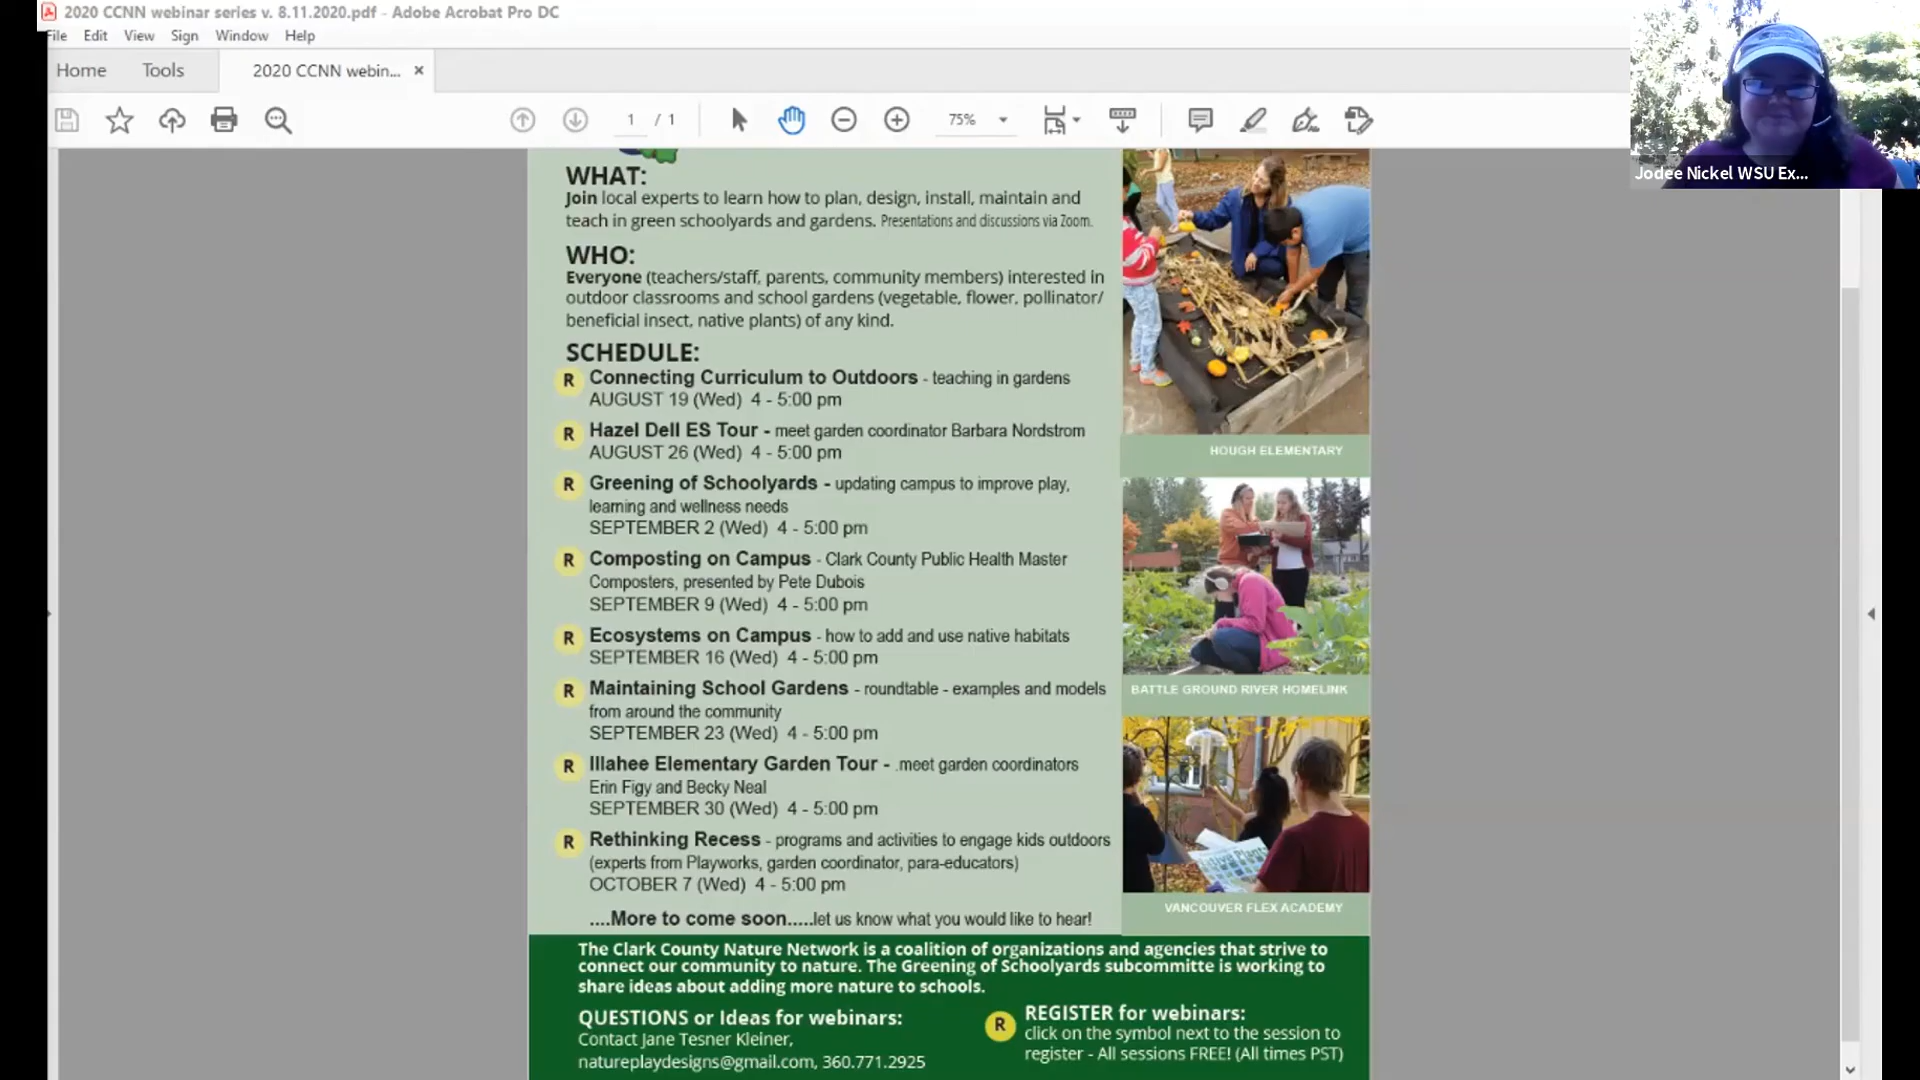 2020 CCNN webinar series v. 8.11.2020.pdf - Adobe Acrobat Pro DC
File Edit View Sign Window Help
Home Tools 2020 CCNN webin... ×
1 / 1 75%
Jodee Nickel WSU Ex...
WHAT:
Join local experts to learn how to plan, design, install, maintain and
teach in green schoolyards and gardens. Presentations and discussions via Zoom.
WHO:
Everyone (teachers/staff, parents, community members) interested in
outdoor classrooms and school gardens (vegetable, flower, pollinator/
beneficial insect, native plants) of any kind.
SCHEDULE:
R Connecting Curriculum to Outdoors - teaching in gardens
AUGUST 19 (Wed) 4 - 5:00 pm
R Hazel Dell ES Tour - meet garden coordinator Barbara Nordstrom
AUGUST 26 (Wed) 4 - 5:00 pm
R Greening of Schoolyards - updating campus to improve play,
learning and wellness needs
SEPTEMBER 2 (Wed) 4 - 5:00 pm
R Composting on Campus - Clark County Public Health Master
Composters, presented by Pete Dubois
SEPTEMBER 9 (Wed) 4 - 5:00 pm
R Ecosystems on Campus - how to add and use native habitats
SEPTEMBER 16 (Wed) 4 - 5:00 pm
R Maintaining School Gardens - roundtable - examples and models
from around the community
SEPTEMBER 23 (Wed) 4 - 5:00 pm
R Illahee Elementary Garden Tour - .meet garden coordinators
Erin Figy and Becky Neal
SEPTEMBER 30 (Wed) 4 - 5:00 pm
R Rethinking Recess - programs and activities to engage kids outdoors
(experts from Playworks, garden coordinator, para-educators)
OCTOBER 7 (Wed) 4 - 5:00 pm
....More to come soon.....let us know what you would like to hear!
HOUGH ELEMENTARY
BATTLE GROUND RIVER HOMELINK
VANCOUVER FLEX ACADEMY
The Clark County Nature Network is a coalition of organizations and agencies that strive to
connect our community to nature. The Greening of Schoolyards subcommitte is working to
share ideas about adding more nature to schools.
QUESTIONS or Ideas for webinars:
Contact Jane Tesner Kleiner,
natureplaydesigns@gmail.com, 360.771.2925
R REGISTER for webinars:
click on the symbol next to the session to
register - All sessions FREE! (All times PST)